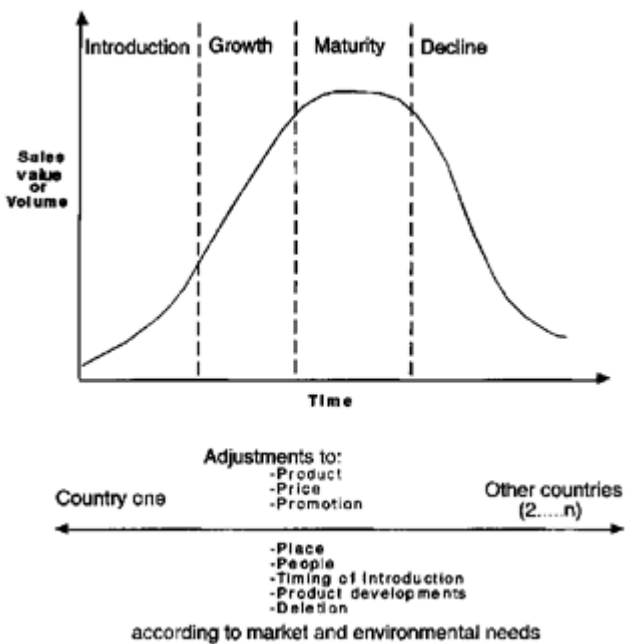 Introduction Growth Maturity Decline
Sales
value
or
Volume
Time
Adjustments to:
-Product
-Price
-Promotion
Country one
Other countries
(2.....n)
-Place
-People
-Timing of Introduction
-Product developments
-Deletion
according to market and environmental needs